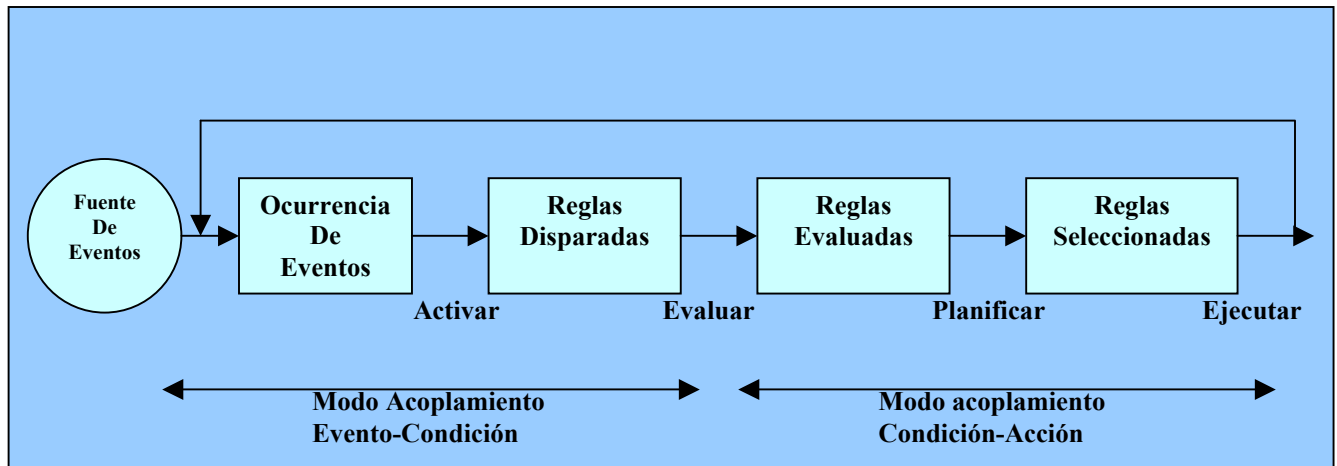 Fuente
De
Eventos
Ocurrencia
De
Eventos
Reglas
Disparadas
Reglas
Evaluadas
Reglas
Seleccionadas
Activar
Evaluar
Planificar
Ejecutar
Modo Acoplamiento
Evento-Condición
Modo acoplamiento
Condición-Acción